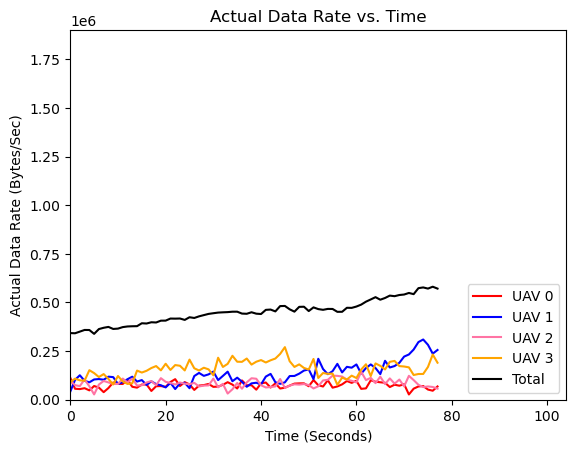 Actual Data Rate vs. Time
1e6
1.75
1.50
1.25
1.00
0.75
0.50
0.25
0.00
Actual Data Rate (Bytes/Sec)
UAV 0
UAV 1
UAV 2
UAV 3
Total
0 20 40 60 80 100
Time (Seconds)